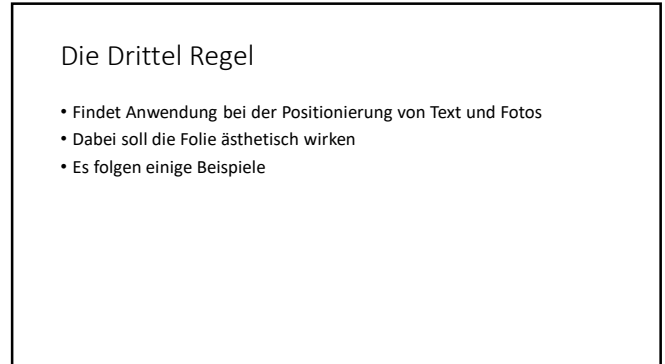 Die Drittel Regel
• Findet Anwendung bei der Positionierung von Text und Fotos
• Dabei soll die Folie ästhetisch wirken
• Es folgen einige Beispiele